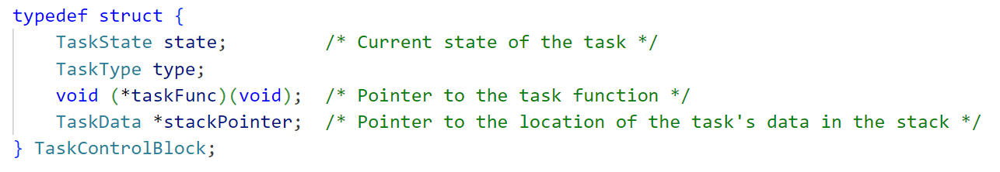 typedef struct {
    TaskState state;         /* Current state of the task */
    TaskType type;
    void (*taskFunc)(void);  /* Pointer to the task function */
    TaskData *stackPointer;  /* Pointer to the location of the task's data in the stack */
} TaskControlBlock;